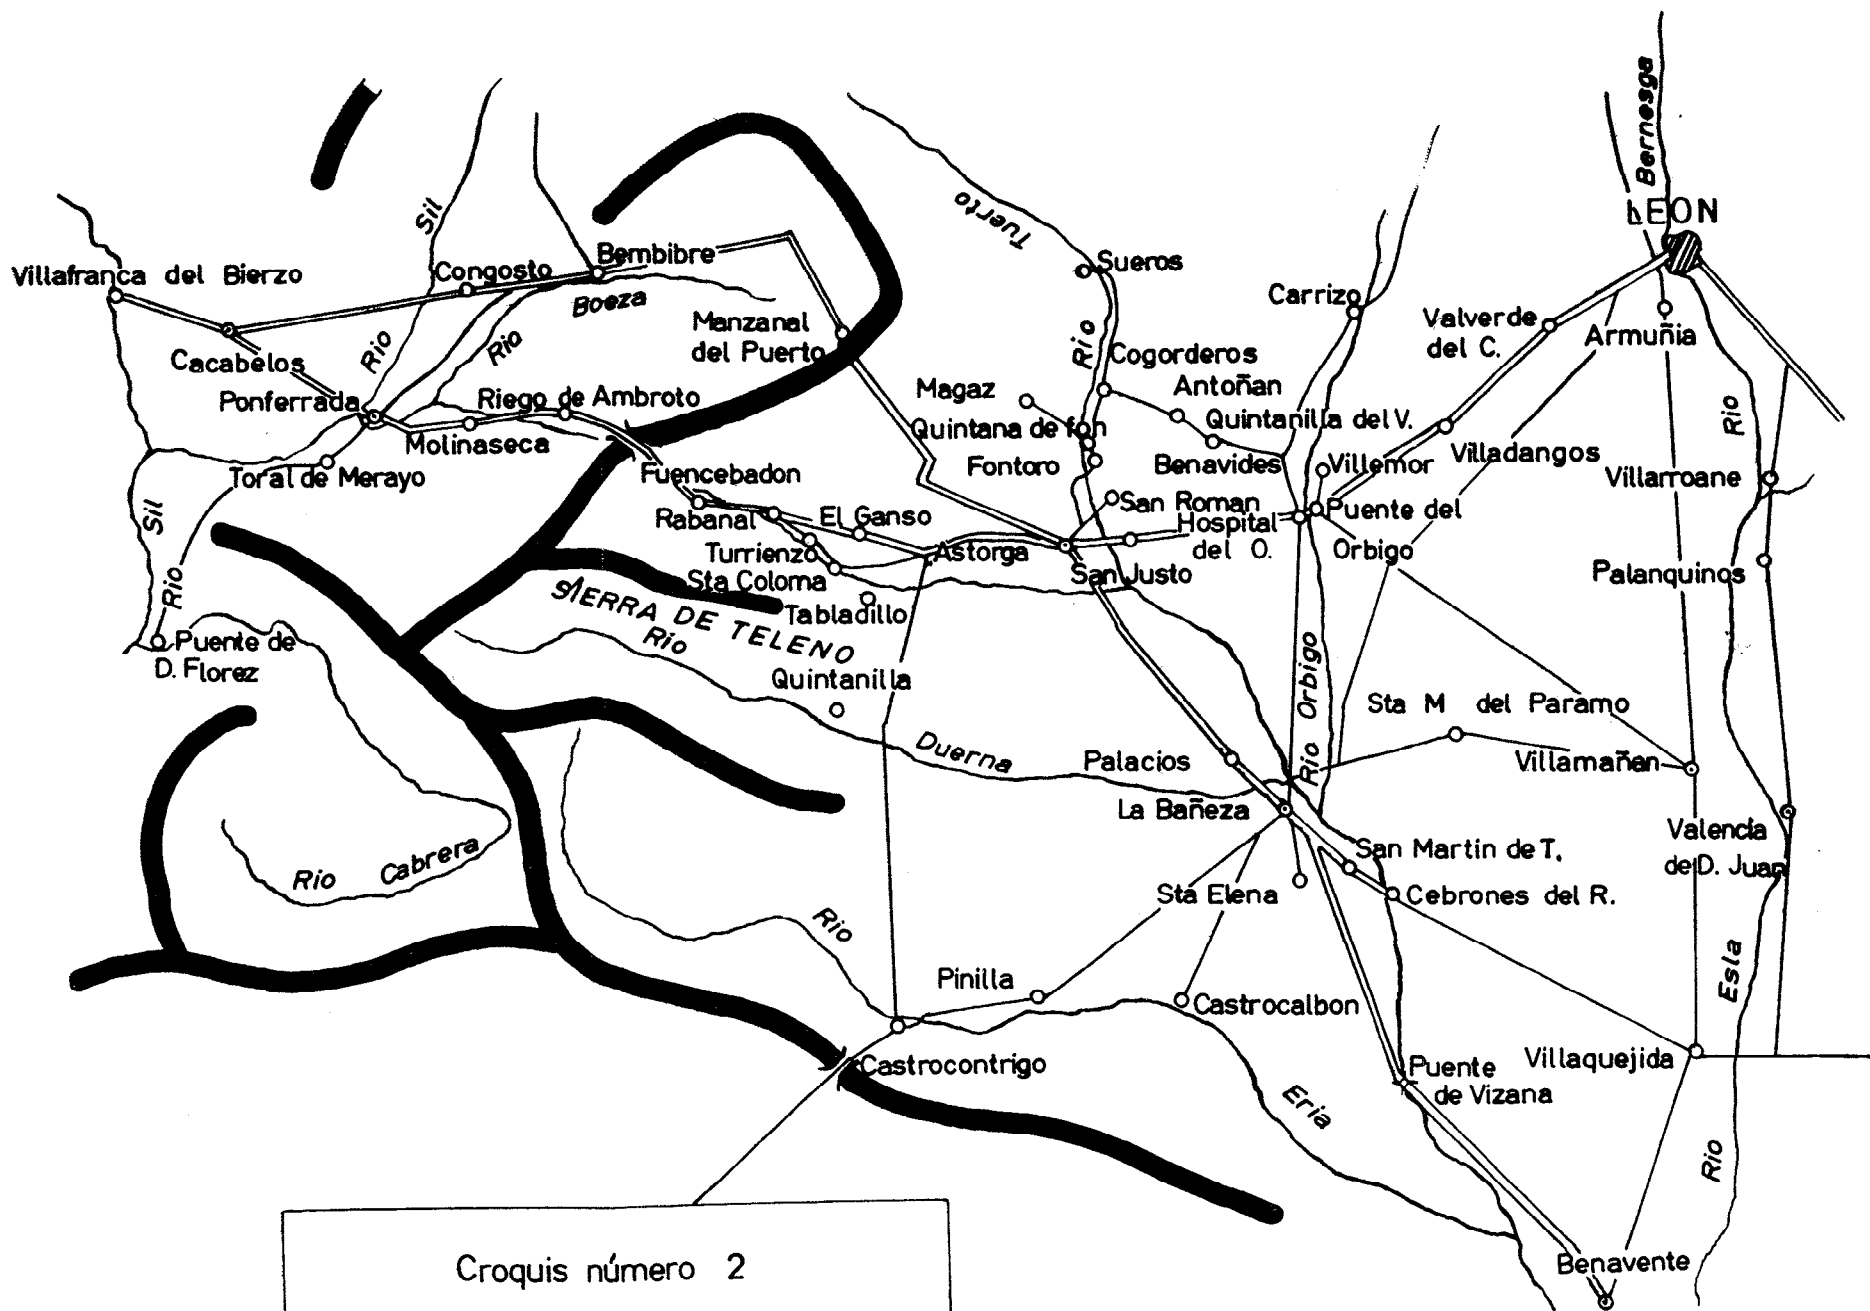 Bernesga
LEON
Tuerto
Sil
Sueros
Villafranca del Bierzo
Congosto
Bembibre
Boeza
Rio
Carrizo
Manzanal
del Puerto
Valverde
del C.
Armuñia
Rio
Rio
Cacabelos
Cogorderos
Magaz
Antoñan
Ponferrada
Riego de Ambroto
Quintanilla del V.
Rio
Molinaseca
Quintana de fon
Villadangos
Toral de Merayo
Fuencebadon
Fontoro
Benavides
Villemor
Villarroane
Sil
Rabanal
El Ganso
San Roman
Hospital
del O.
Puente del
Orbigo
Turrienzo
Astorga
San Justo
Palanquinos
Rio
Sta Coloma
SIERRA DE TELENO
Tabladillo
Puente de
D. Florez
Rio
Quintanilla
Rio Orbigo
Sta M del Paramo
Duerna
Palacios
Villamañan
La Bañeza
Valencía
de D. Juan
Rio Cabrera
San Martin de T.
Sta Elena
Cebrones del R.
Rio
Esla
Pinilla
Castrocalbon
Castrocontrigo
Villaquejida
Puente
de Vizana
Eria
Rio
Benavente
Croquis número 2